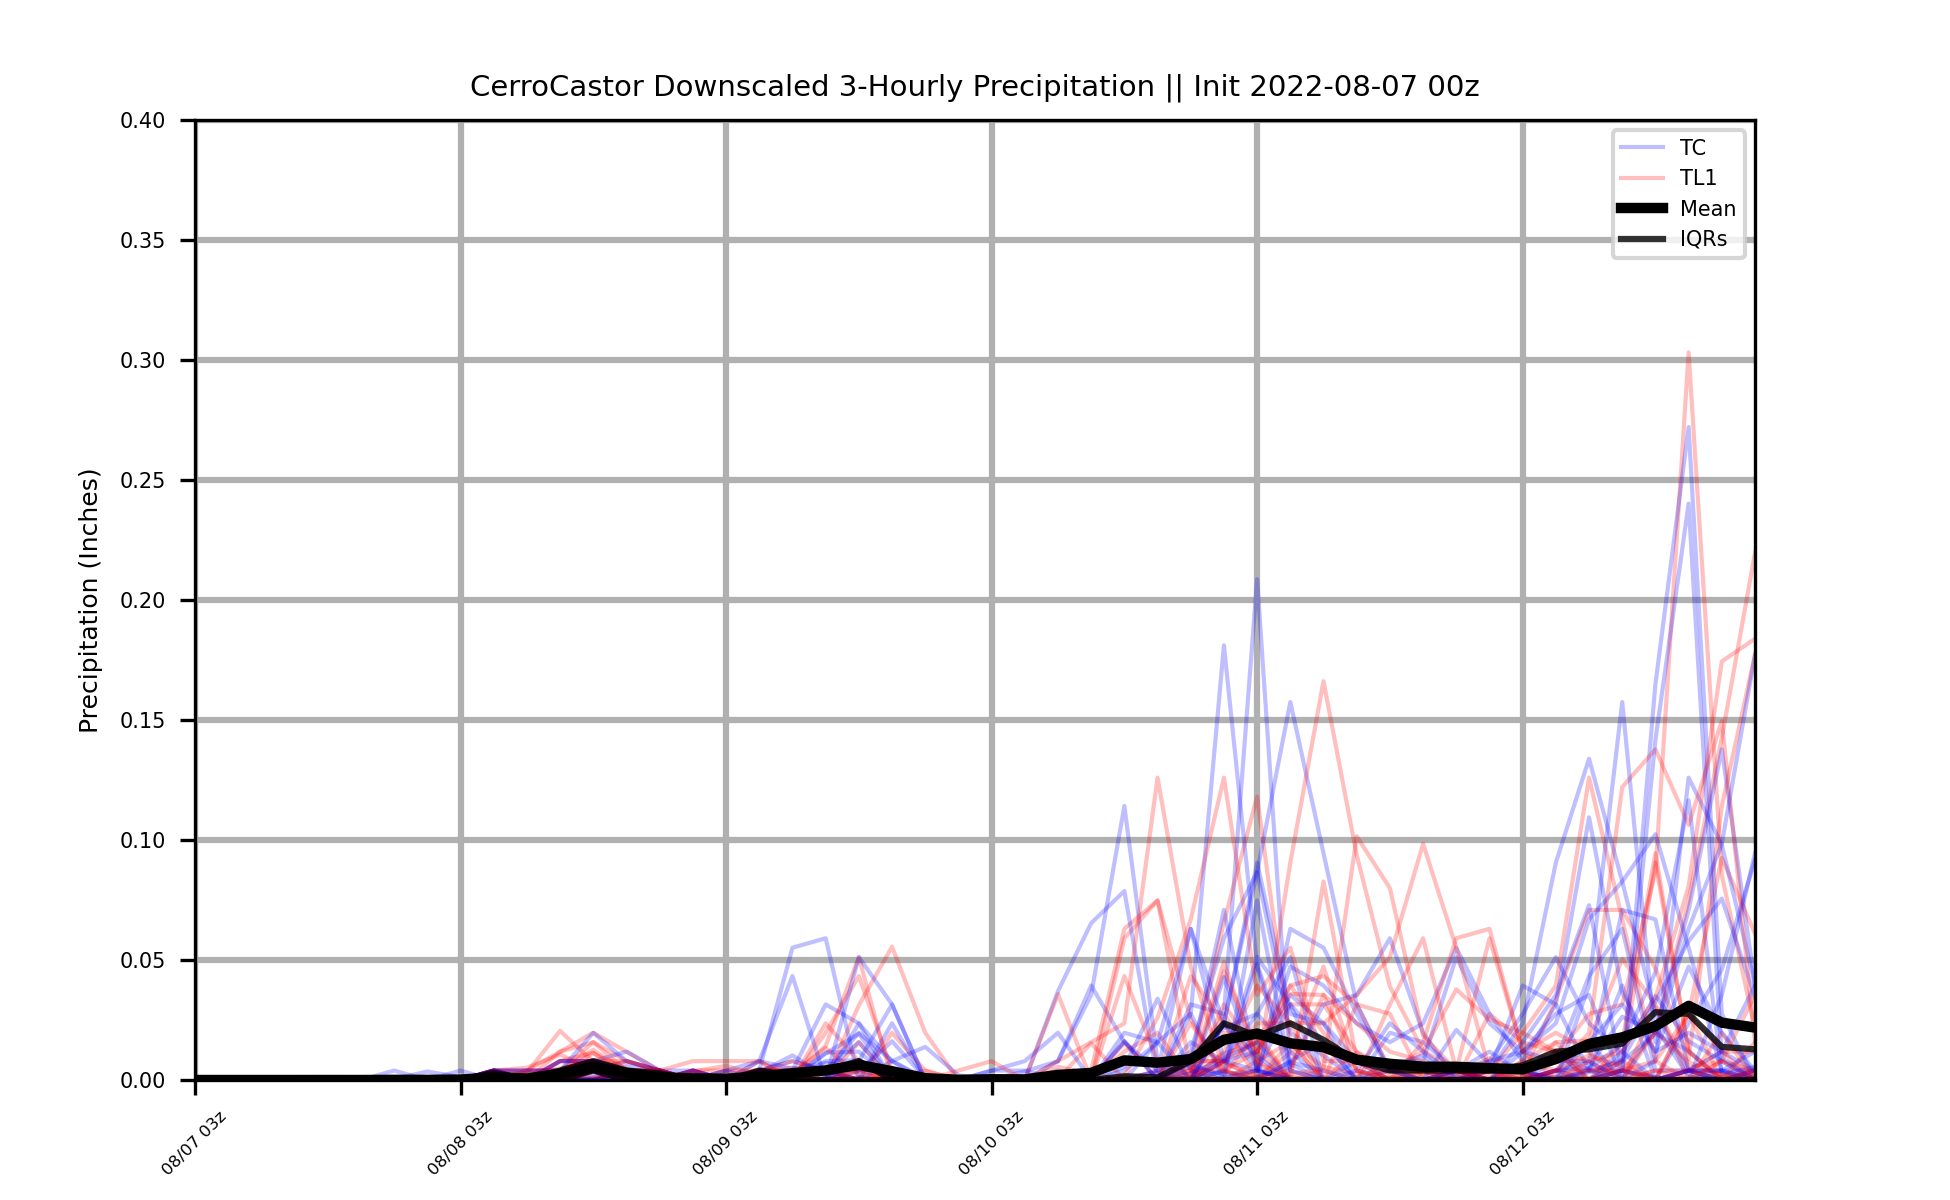 CerroCastor Downscaled 3-Hourly Precipitation || Init 2022-08-07 00z
0.40
0.35
0.30
0.25
0.20
0.15
0.10
0.05
0.00
Precipitation (Inches)
TC
TL1
Mean
IQRs
08/07 03z
08/08 03z
08/09 03z
08/10 03z
08/11 03z
08/12 03z